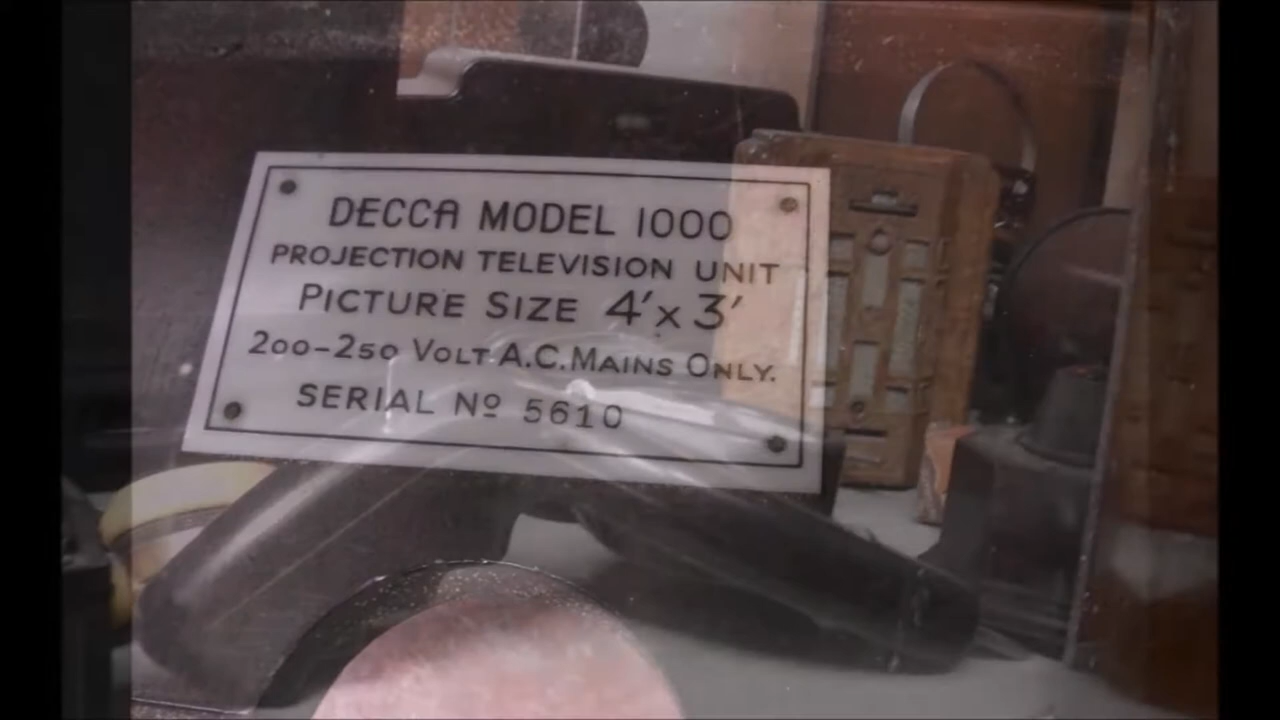 DECCA MODEL 1000
PROJECTION TELEVISION UNIT
PICTURE SIZE 4'x 3'
200-250 VOLT A.C. MAINS ONLY.
SERIAL Nº 5610